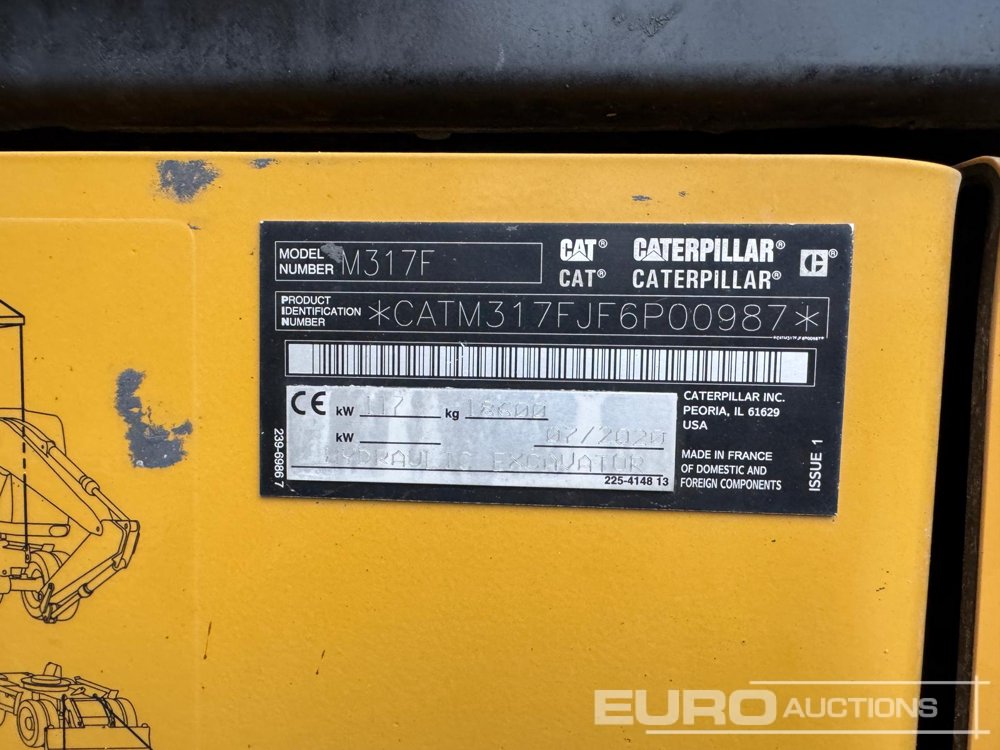 MODEL NUMBER M317F
CAT® CATERPILLAR® C®
CAT® CATERPILLAR®
PRODUCT IDENTIFICATION NUMBER *CATM317FJF6P00987*
*CATM317FJF6P00987*
CE kW 117 kg 18600
kW 07/2020
HYDRAULIC EXCAVATOR
225-4148 13
239-6986 7
CATERPILLAR INC.
PEORIA, IL 61629
USA
MADE IN FRANCE
OF DOMESTIC AND
FOREIGN COMPONENTS
ISSUE 1
EURO AUCTIONS